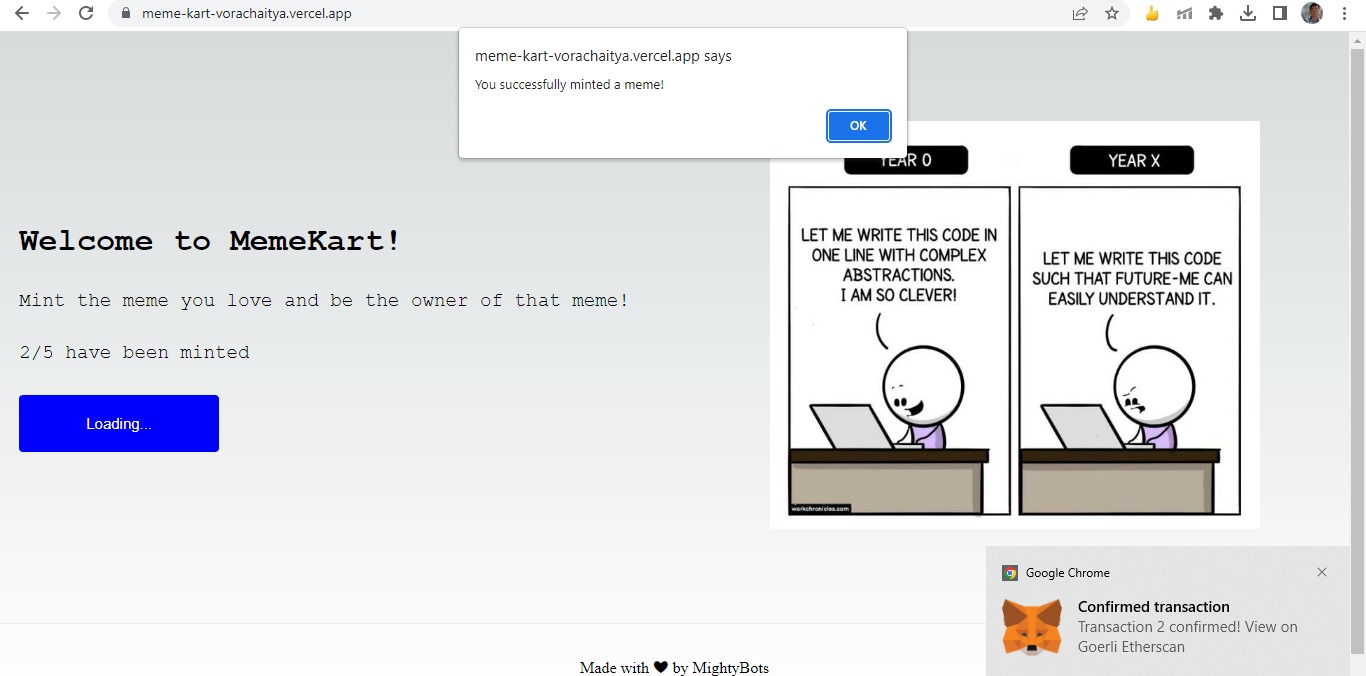 meme-kart-vorachaitya.vercel.app
meme-kart-vorachaitya.vercel.app says
You successfully minted a meme!
OK
Welcome to MemeKart!
Mint the meme you love and be the owner of that meme!
2/5 have been minted
Loading...
YEAR 0
LET ME WRITE THIS CODE IN
ONE LINE WITH COMPLEX
ABSTRACTIONS.
I AM SO CLEVER!
workchronicles.com
YEAR X
LET ME WRITE THIS CODE
SUCH THAT FUTURE-ME CAN
EASILY UNDERSTAND IT.
Google Chrome
Confirmed transaction
Transaction 2 confirmed! View on
Goerli Etherscan
Made with ❤ by MightyBots